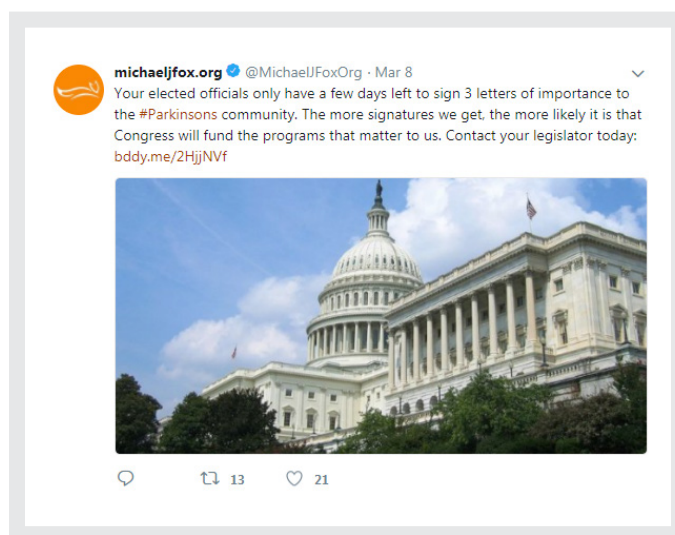 michaeljfox.org @MichaelJFoxOrg · Mar 8
Your elected officials only have a few days left to sign 3 letters of importance to
the #Parkinsons community. The more signatures we get, the more likely it is that
Congress will fund the programs that matter to us. Contact your legislator today:
bddy.me/2HjjNVf
13 21